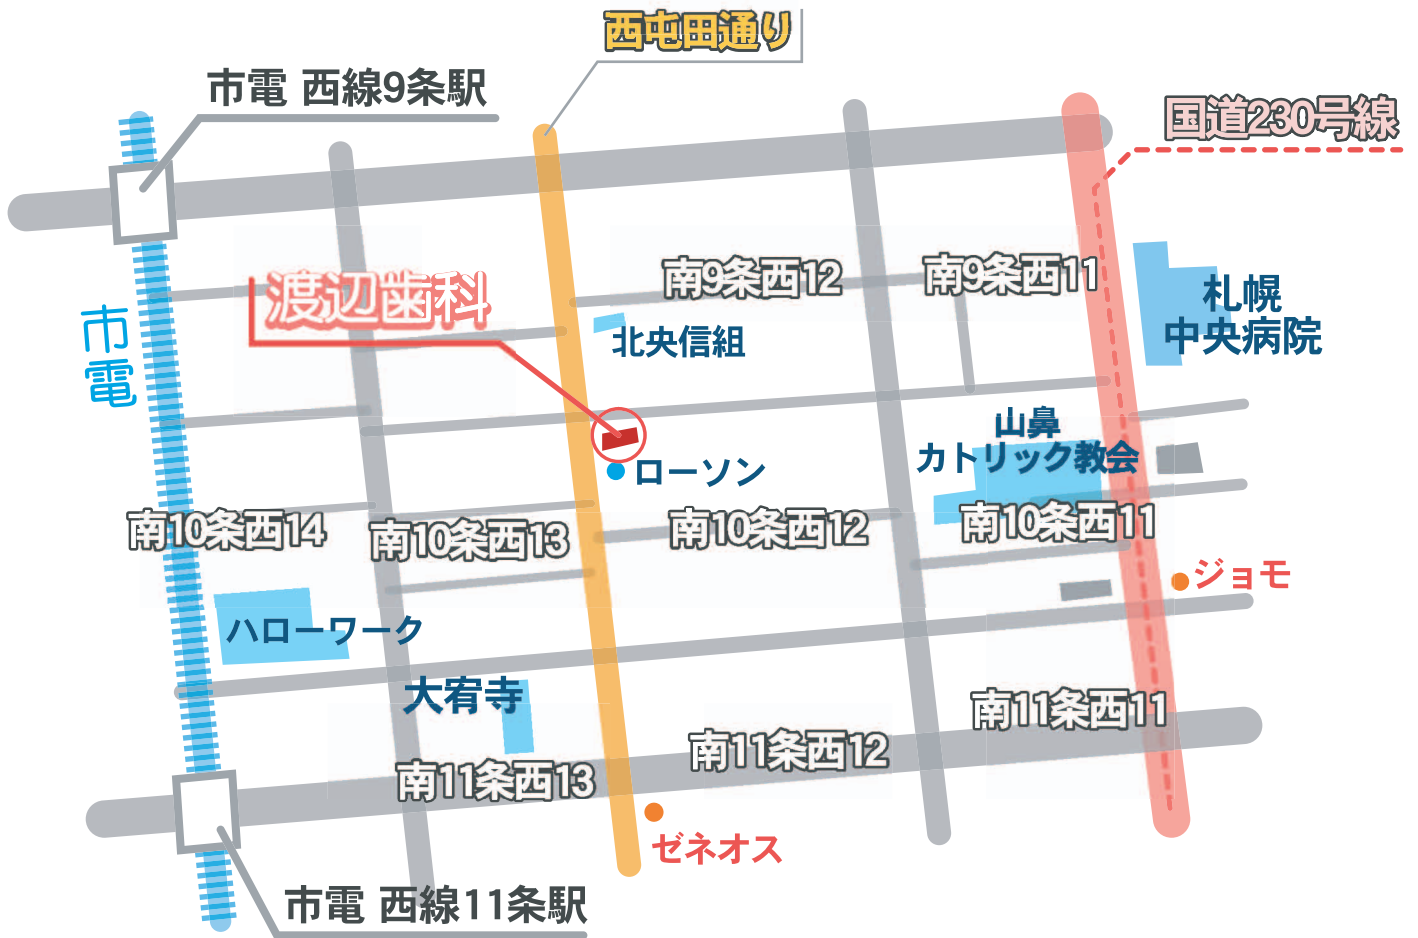 西屯田通り
市電 西線9条駅
国道230号線
南9条西12
南9条西11
渡辺歯科
札幌
中央病院
市電
北央信組
山鼻
カトリック教会
ローソン
南10条西14
南10条西13
南10条西12
南10条西11
ジョモ
ハローワーク
大宥寺
南11条西11
南11条西12
南11条西13
ゼネオス
市電 西線11条駅